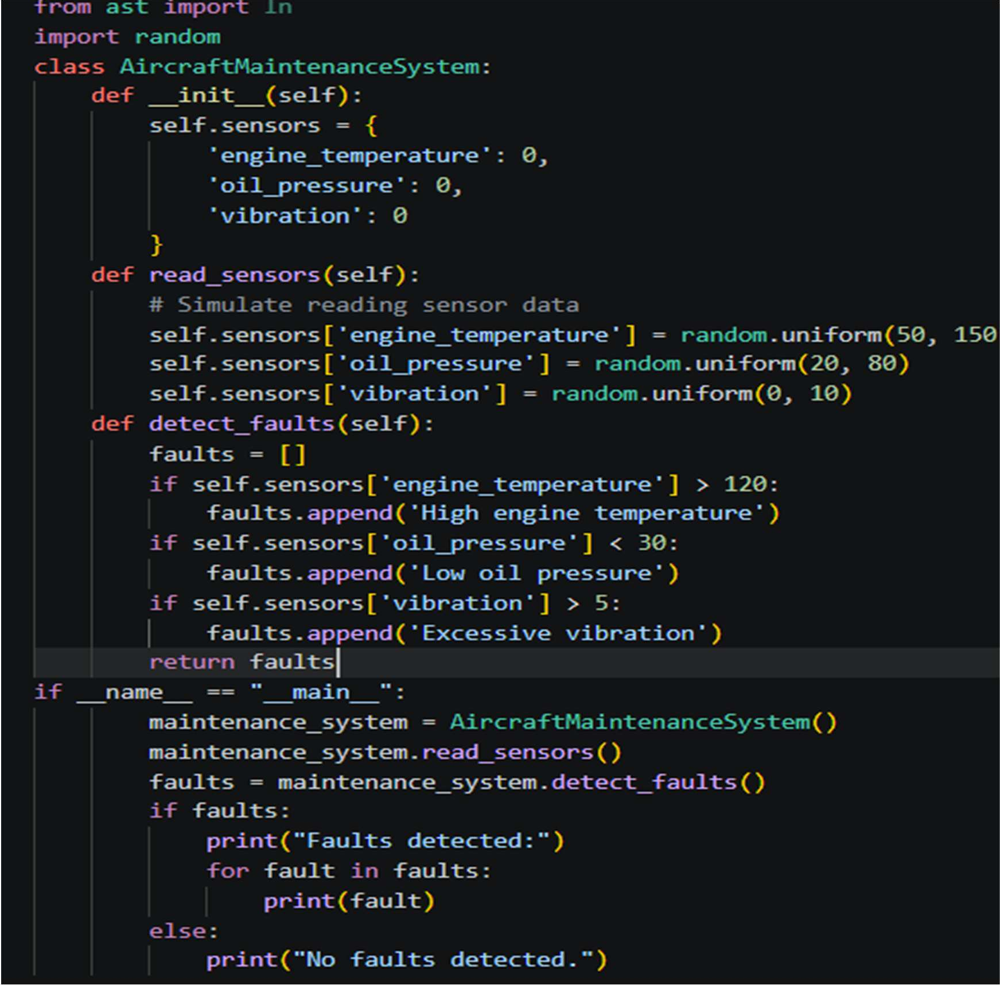 from ast import In
import random
class AircraftMaintenanceSystem:
    def __init__(self):
        self.sensors = {
            'engine_temperature': 0,
            'oil_pressure': 0,
            'vibration': 0
        }
    def read_sensors(self):
        # Simulate reading sensor data
        self.sensors['engine_temperature'] = random.uniform(50, 150
        self.sensors['oil_pressure'] = random.uniform(20, 80)
        self.sensors['vibration'] = random.uniform(0, 10)
    def detect_faults(self):
        faults = []
        if self.sensors['engine_temperature'] > 120:
            faults.append('High engine temperature')
        if self.sensors['oil_pressure'] < 30:
            faults.append('Low oil pressure')
        if self.sensors['vibration'] > 5:
            faults.append('Excessive vibration')
        return faults
if __name__ == "__main__":
        maintenance_system = AircraftMaintenanceSystem()
        maintenance_system.read_sensors()
        faults = maintenance_system.detect_faults()
        if faults:
            print("Faults detected:")
            for fault in faults:
                print(fault)
        else:
            print("No faults detected.")